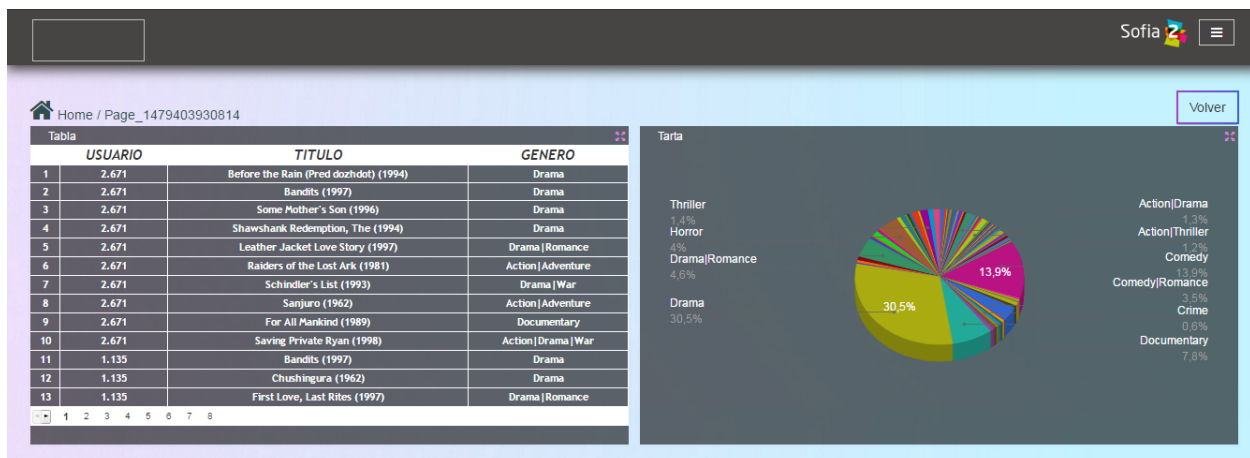 Sofia 2
Home / Page_1479403930814
Volver
Tabla
USUARIO TITULO GENERO
1 2.671 Before the Rain (Pred dozhdot) (1994) Drama
2 2.671 Bandits (1997) Drama
3 2.671 Some Mother's Son (1996) Drama
4 2.671 Shawshank Redemption, The (1994) Drama
5 2.671 Leather Jacket Love Story (1997) Drama|Romance
6 2.671 Raiders of the Lost Ark (1981) Action|Adventure
7 2.671 Schindler's List (1993) Drama|War
8 2.671 Sanjuro (1962) Action|Adventure
9 2.671 For All Mankind (1989) Documentary
10 2.671 Saving Private Ryan (1998) Action|Drama|War
11 1.135 Bandits (1997) Drama
12 1.135 Chushingura (1962) Drama
13 1.135 First Love, Last Rites (1997) Drama|Romance
1 2 3 4 5 6 7 8
Tarta
Thriller
1,4%
Horror
4%
Drama|Romance
4,6%
Drama
30,5%
30,5%
13,9%
Action|Drama
1,3%
Action|Thriller
1,2%
Comedy
13,9%
Comedy|Romance
3,5%
Crime
0,6%
Documentary
7,8%